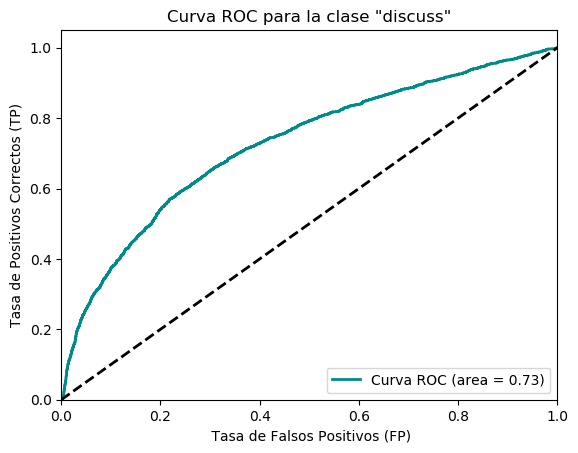 Curva ROC para la clase "discuss"
Tasa de Positivos Correctos (TP)
1.0
0.8
0.6
0.4
0.2
0.0
0.0 0.2 0.4 0.6 0.8 1.0
Curva ROC (area = 0.73)
Tasa de Falsos Positivos (FP)